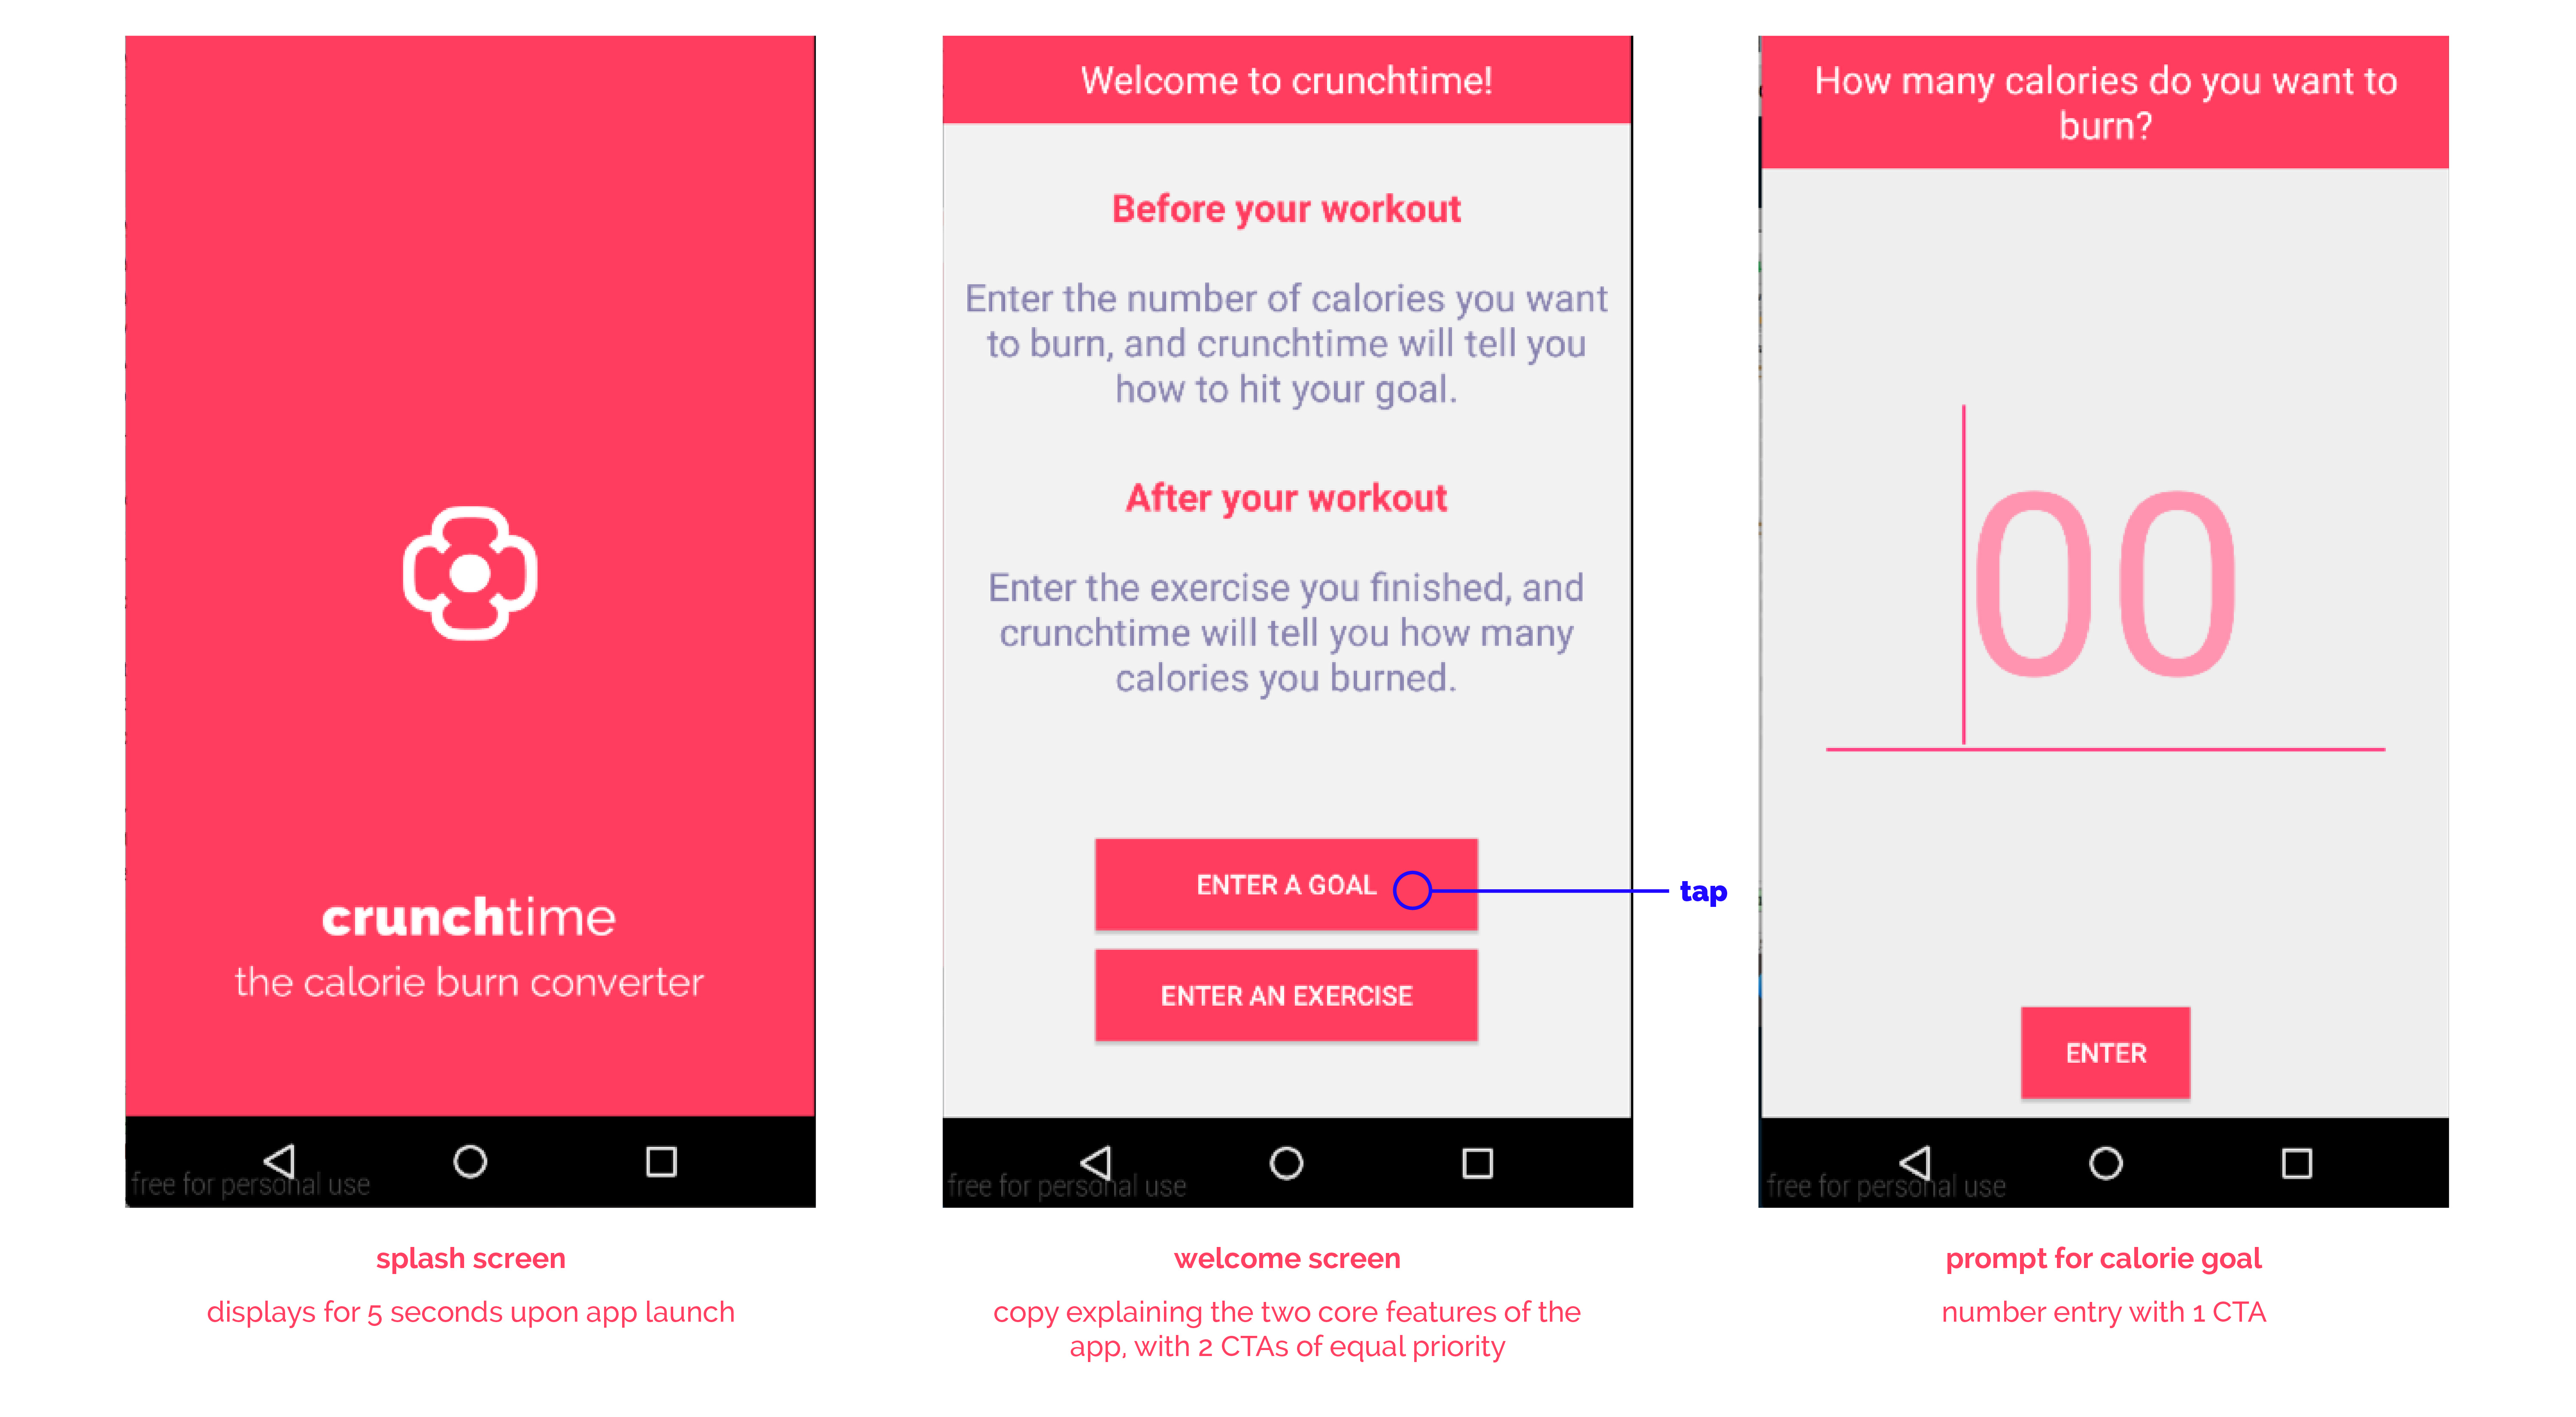 crunchtime
the calorie burn converter
free for personal use
splash screen
displays for 5 seconds upon app launch
Welcome to crunchtime!
Before your workout
Enter the number of calories you want
to burn, and crunchtime will tell you
how to hit your goal.
After your workout
Enter the exercise you finished, and
crunchtime will tell you how many
calories you burned.
ENTER A GOAL
tap
ENTER AN EXERCISE
free for personal use
welcome screen
copy explaining the two core features of the
app, with 2 CTAs of equal priority
How many calories do you want to
burn?
00
ENTER
free for personal use
prompt for calorie goal
number entry with 1 CTA